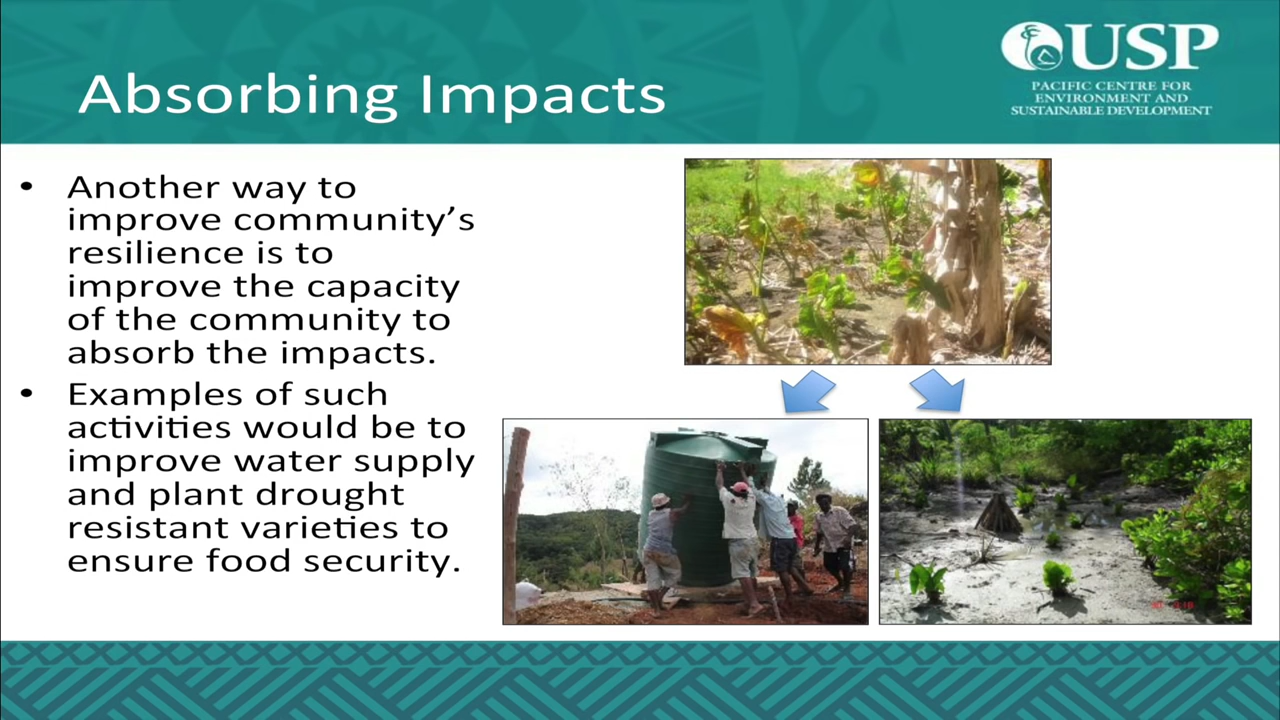 Absorbing Impacts
USP
PACIFIC CENTRE FOR
ENVIRONMENT AND
SUSTAINABLE DEVELOPMENT
• Another way to
improve community’s
resilience is to
improve the capacity
of the community to
absorb the impacts.
• Examples of such
activities would be to
improve water supply
and plant drought
resistant varieties to
ensure food security.